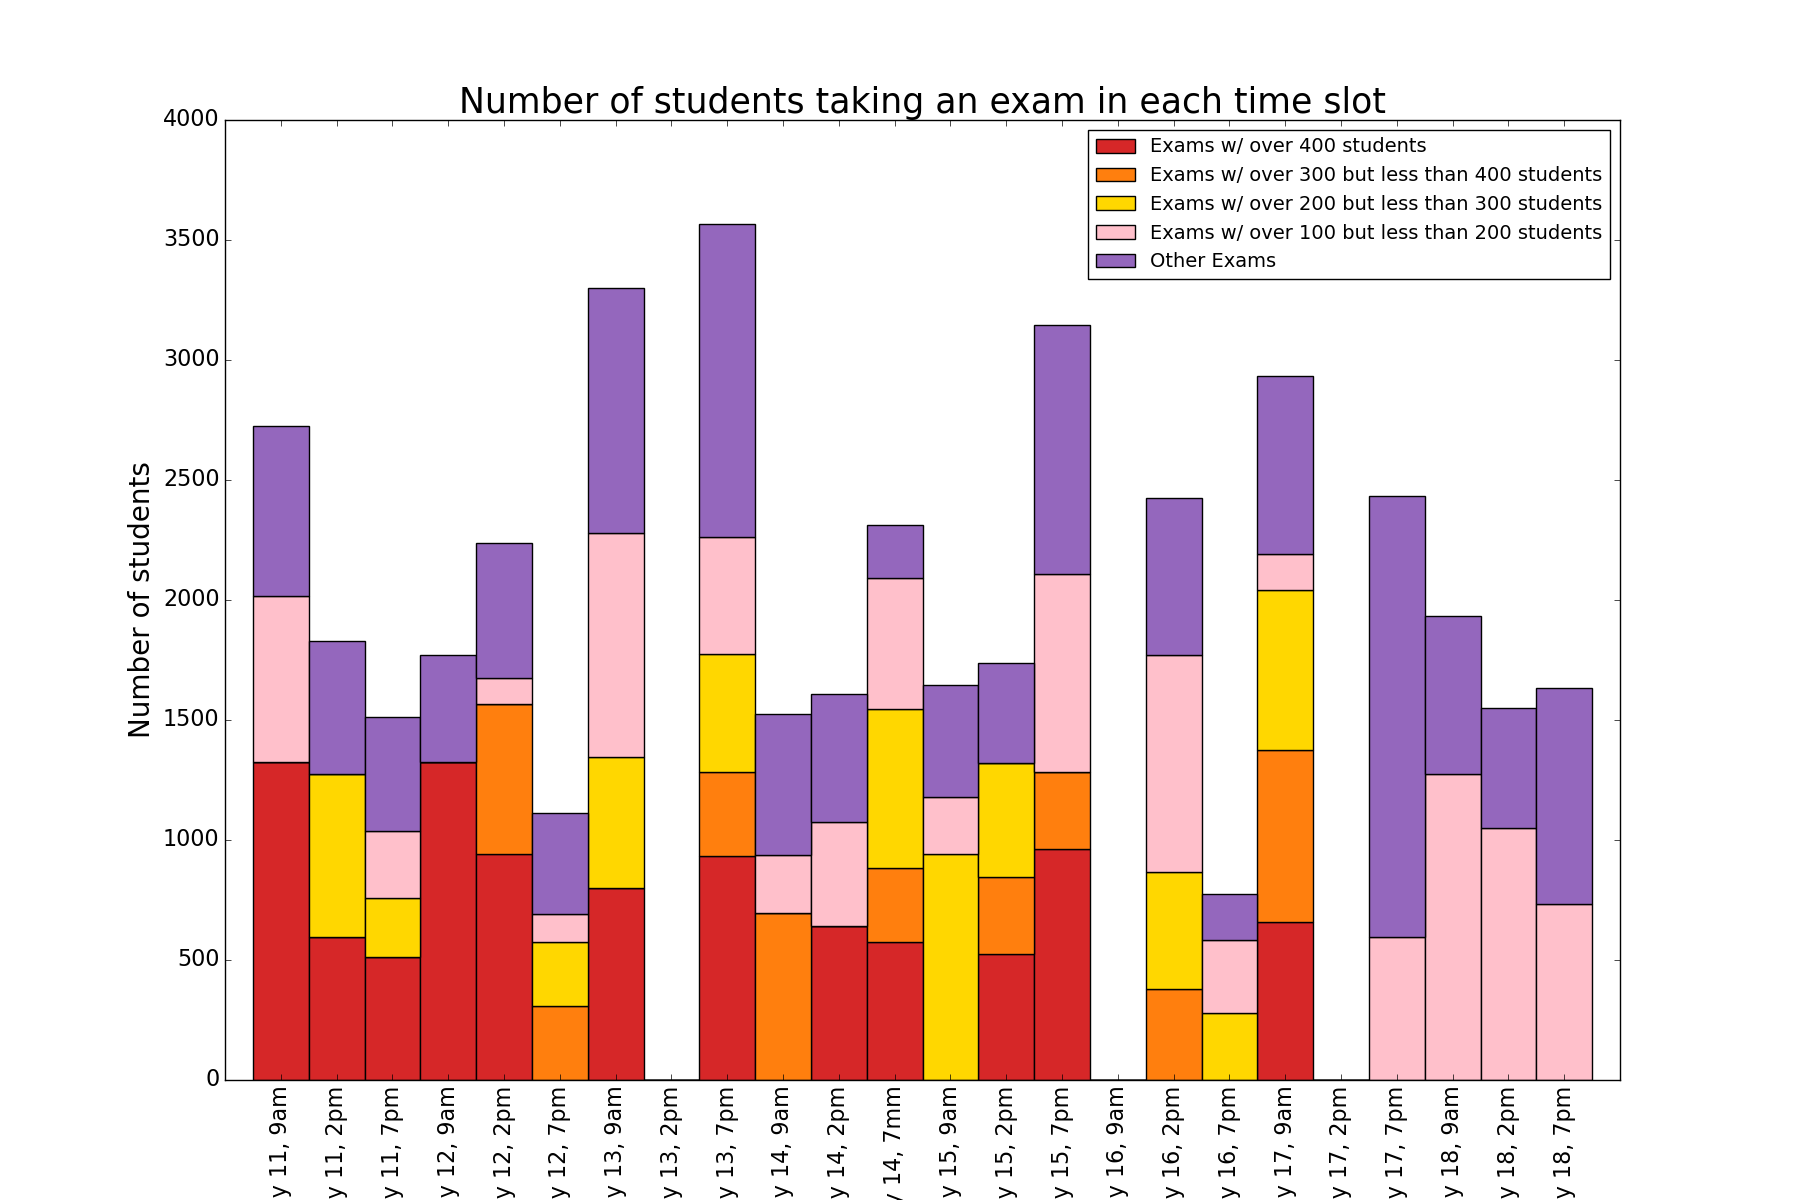 Number of students taking an exam in each time slot
Exams w/ over 400 students
Exams w/ over 300 but less than 400 students
Exams w/ over 200 but less than 300 students
Exams w/ over 100 but less than 200 students
Other Exams
Number of students
4000
3500
3000
2500
2000
1500
1000
500
0
y 11, 9am
y 11, 2pm
y 11, 7pm
y 12, 9am
y 12, 2pm
y 12, 7pm
y 13, 9am
y 13, 2pm
y 13, 7pm
y 14, 9am
y 14, 2pm
y 14, 7mm
y 15, 9am
y 15, 2pm
y 15, 7pm
y 16, 9am
y 16, 2pm
y 16, 7pm
y 17, 9am
y 17, 2pm
y 17, 7pm
y 18, 9am
y 18, 2pm
y 18, 7pm